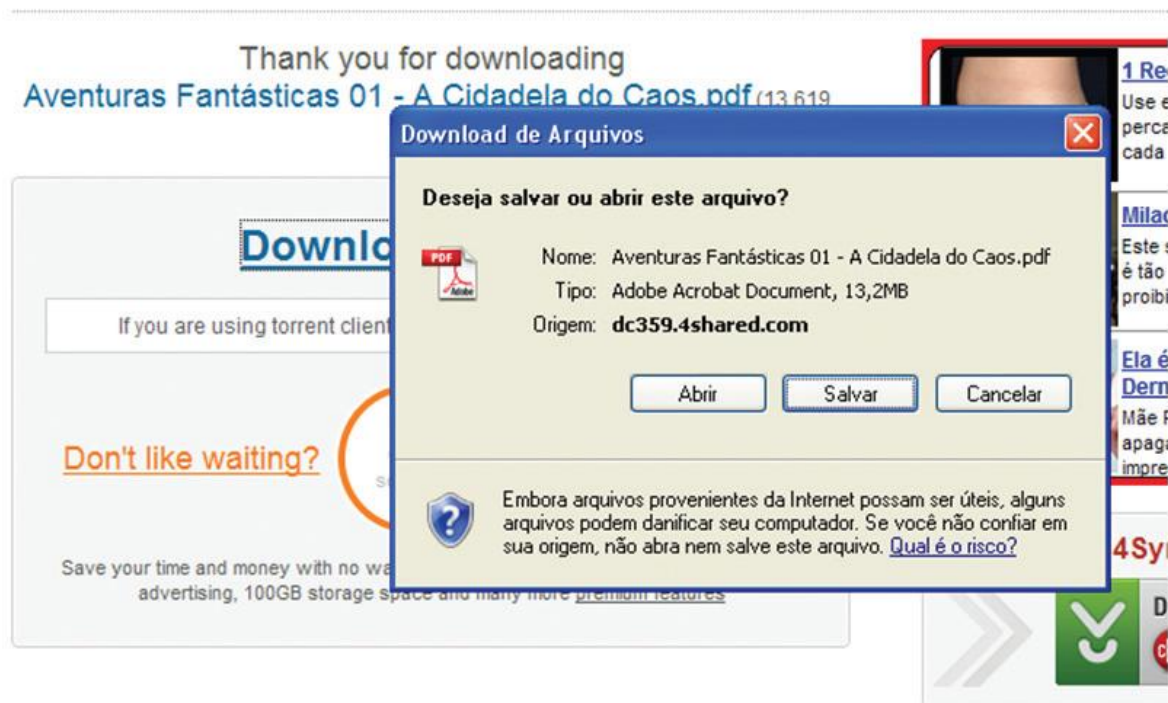 Thank you for downloading
Aventuras Fantásticas 01 - A Cidadela do Caos.pdf (13,619
Download de Arquivos
Deseja salvar ou abrir este arquivo?
PDF
Adobe
Nome: Aventuras Fantásticas 01 - A Cidadela do Caos.pdf
Tipo: Adobe Acrobat Document, 13,2MB
Origem: dc359.4shared.com
Abrir Salvar Cancelar
Embora arquivos provenientes da Internet possam ser úteis, alguns
arquivos podem danificar seu computador. Se você não confiar em
sua origem, não abra nem salve este arquivo. Qual é o risco?
Downlo
If you are using torrent client
Don't like waiting?
Save your time and money with no wa
advertising, 100GB storage space and many more premium features
1 Re
Use e
perca
cada
Milag
Este s
é tão
proibi
Ela é
Derm
Mãe P
apaga
impre
4Syn
D